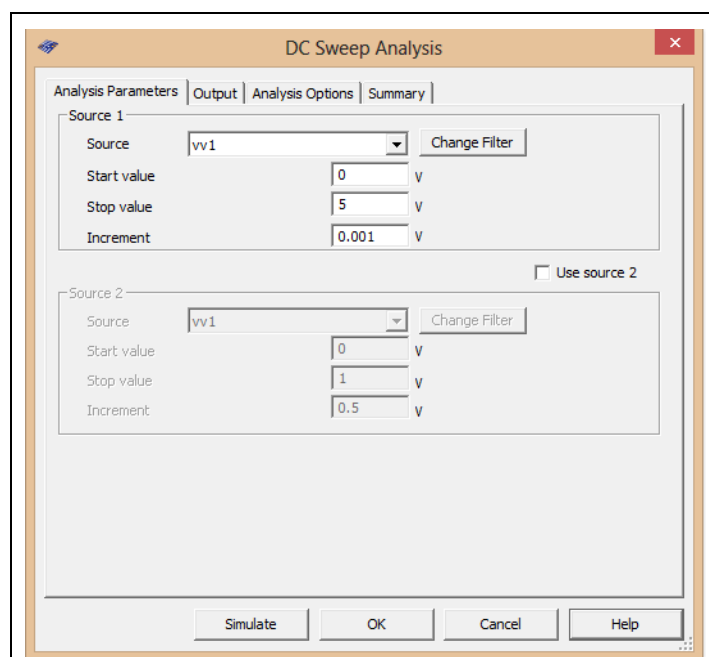 DC Sweep Analysis
Analysis Parameters Output Analysis Options Summary
Source 1
Source vv1 Change Filter
Start value 0 V
Stop value 5 V
Increment 0.001 V
Use source 2
Source 2
Source vv1 Change Filter
Start value 0 V
Stop value 1 V
Increment 0.5 V
Simulate OK Cancel Help